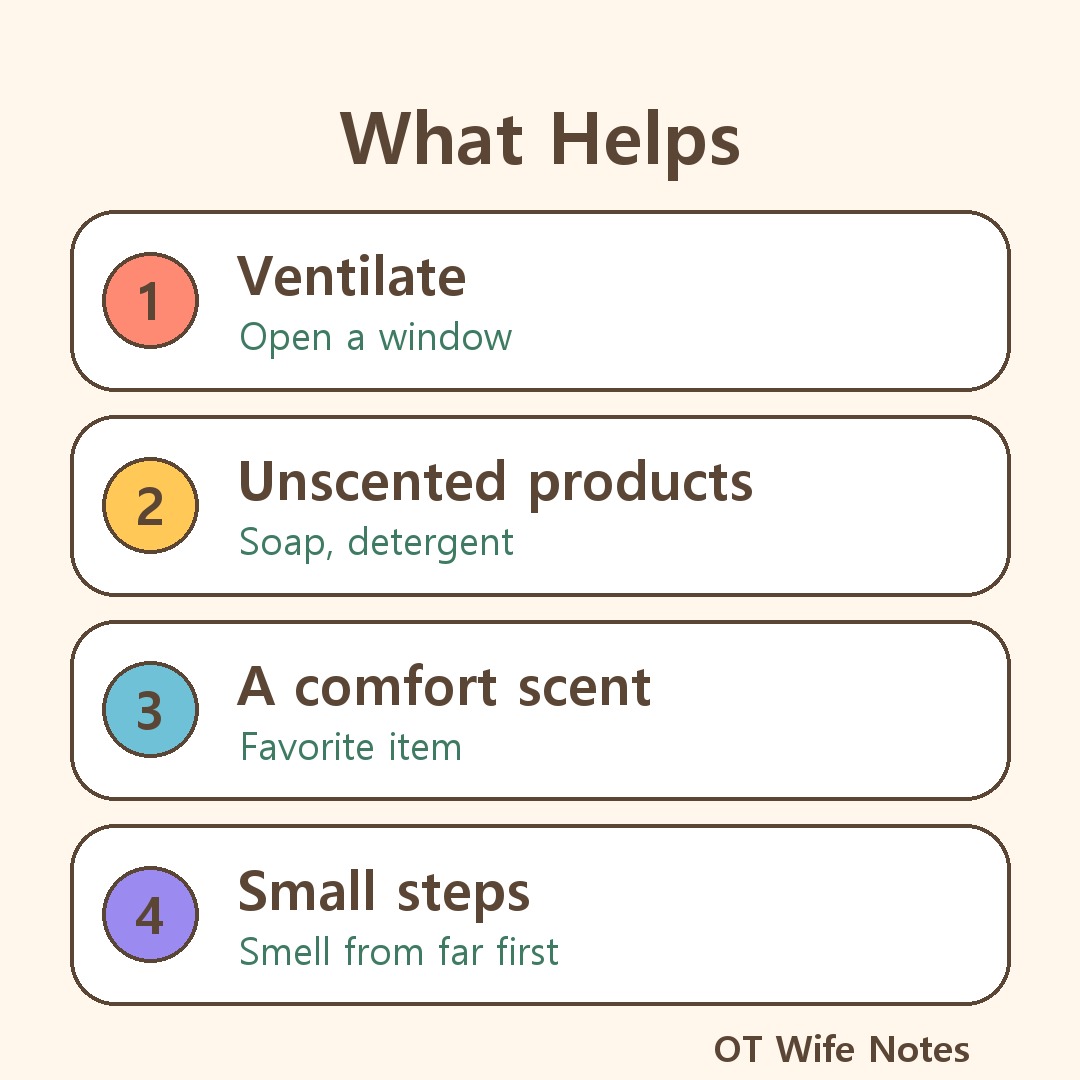 What Helps
1
Ventilate
Open a window
2
Unscented products
Soap, detergent
3
A comfort scent
Favorite item
4
Small steps
Smell from far first
OT Wife Notes